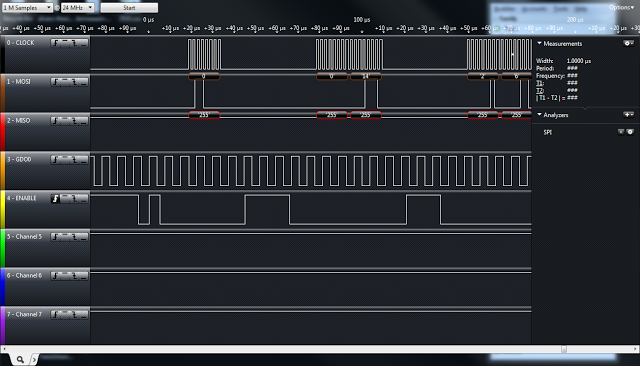 1 M Samples @ 24 MHz Start
Options
0 µs 100 µs 200 µs
+60 µs +70 µs +80 µs +90 µs +10 µs +20 µs +30 µs +40 µs +50 µs +60 µs +70 µs +80 µs +90 µs +10 µs +20 µs +30 µs +40 µs +50 µs +60 µs +70 µs +80 µs +90 µs +10 µs +20 µs
0 - CLOCK
1 - MOSI
0 0 14 2 6
2 - MISO
255 255 255 255 255
3 - GDO0
4 - ENABLE
5 - Channel 5
6 - Channel 6
7 - Channel 7
Measurements
Width: 1.0000 µs
Period: ###
Frequency: ###
T1: ###
T2: ###
| T1 - T2 | = ###
Analyzers
SPI